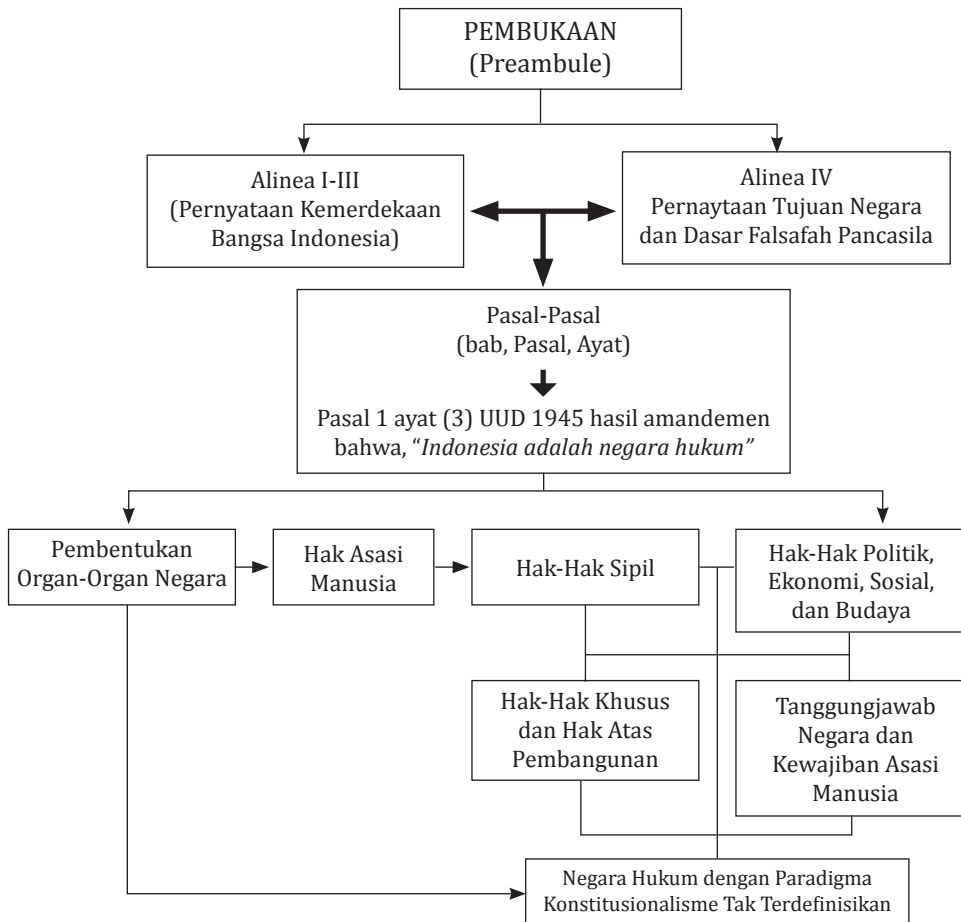 PEMBUKAAN
(Preambule)
Alinea I-III
(Pernyataan Kemerdekaan
Bangsa Indonesia)
Alinea IV
Pernaytaan Tujuan Negara
dan Dasar Falsafah Pancasila
Pasal-Pasal
(bab, Pasal, Ayat)
Pasal 1 ayat (3) UUD 1945 hasil amandemen
bahwa, “Indonesia adalah negara hukum”
Pembentukan
Organ-Organ Negara
Hak Asasi
Manusia
Hak-Hak Sipil
Hak-Hak Politik,
Ekonomi, Sosial,
dan Budaya
Hak-Hak Khusus
dan Hak Atas
Pembangunan
Tanggungjawab
Negara dan
Kewajiban Asasi
Manusia
Negara Hukum dengan Paradigma
Konstitusionalisme Tak Terdefinisikan